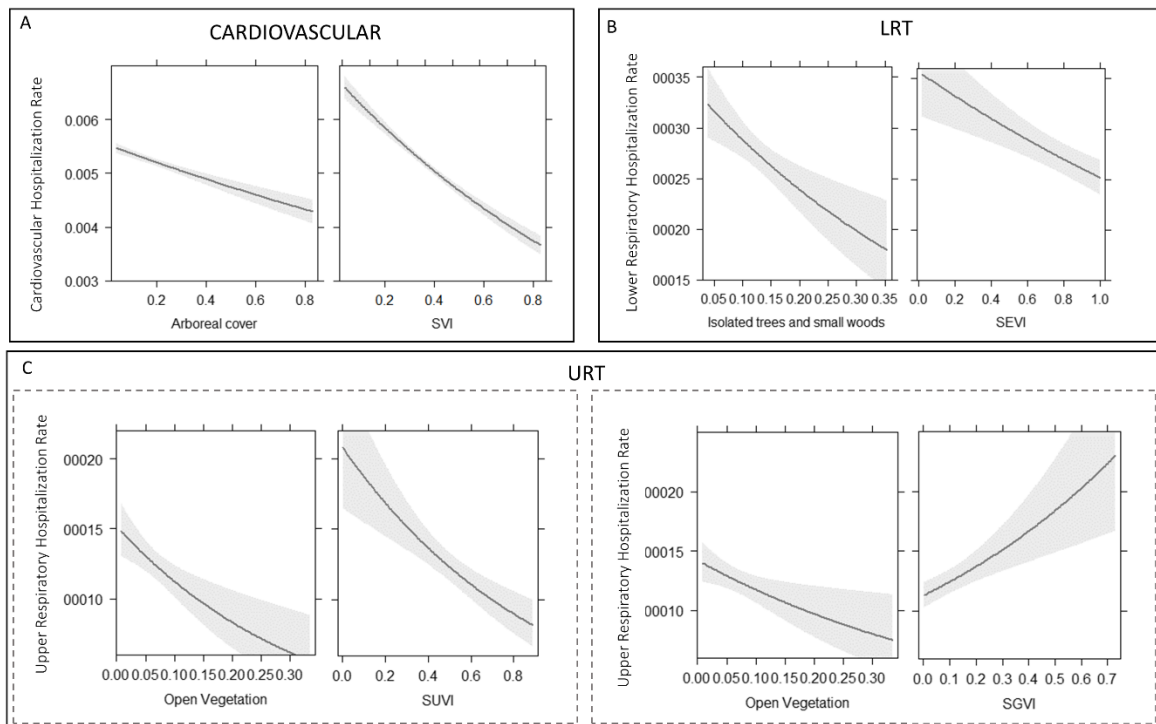 A
CARDIOVASCULAR
Cardiovascular Hospitalization Rate
0.006
0.005
0.004
0.003
0.2 0.4 0.6 0.8
Arboreal cover
0.2 0.4 0.6 0.8
SVI
B
LRT
Lower Respiratory Hospitalization Rate
00035
00030
00025
00020
00015
0.05 0.10 0.15 0.20 0.25 0.30 0.35
Isolated trees and small woods
0.0 0.2 0.4 0.6 0.8 1.0
SEVI
C
URT
Upper Respiratory Hospitalization Rate
00020
00015
00010
0.00 0.05 0.10 0.15 0.20 0.25 0.30
Open Vegetation
0.0 0.2 0.4 0.6 0.8
SUVI
Upper Respiratory Hospitalization Rate
00020
00015
00010
0.00 0.05 0.10 0.15 0.20 0.25 0.30
Open Vegetation
0.0 0.1 0.2 0.3 0.4 0.5 0.6 0.7
SGVI